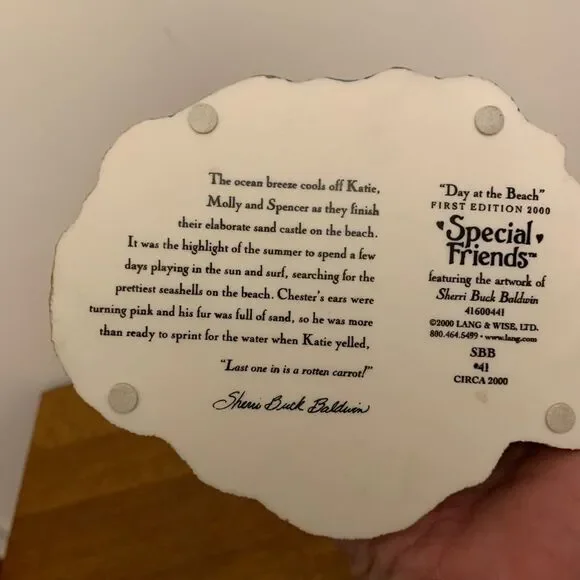 The ocean breeze cools off Katie,
Molly and Spencer as they finish
their elaborate sand castle on the beach.
It was the highlight of the summer to spend a few
days playing in the sun and surf, searching for the
prettiest seashells on the beach. Chester's ears were
turning pink and his fur was full of sand, so he was more
than ready to sprint for the water when Katie yelled,
"Last one in is a rotten carrot!"
Sherri Buck Baldwin
"Day at the Beach"
FIRST EDITION 2000
Special
Friends™
featuring the artwork of
Sherri Buck Baldwin
41600441
©2000 LANG & WISE, LTD.
800.464.5499 • www.lang.com
SBB
#41
CIRCA 2000